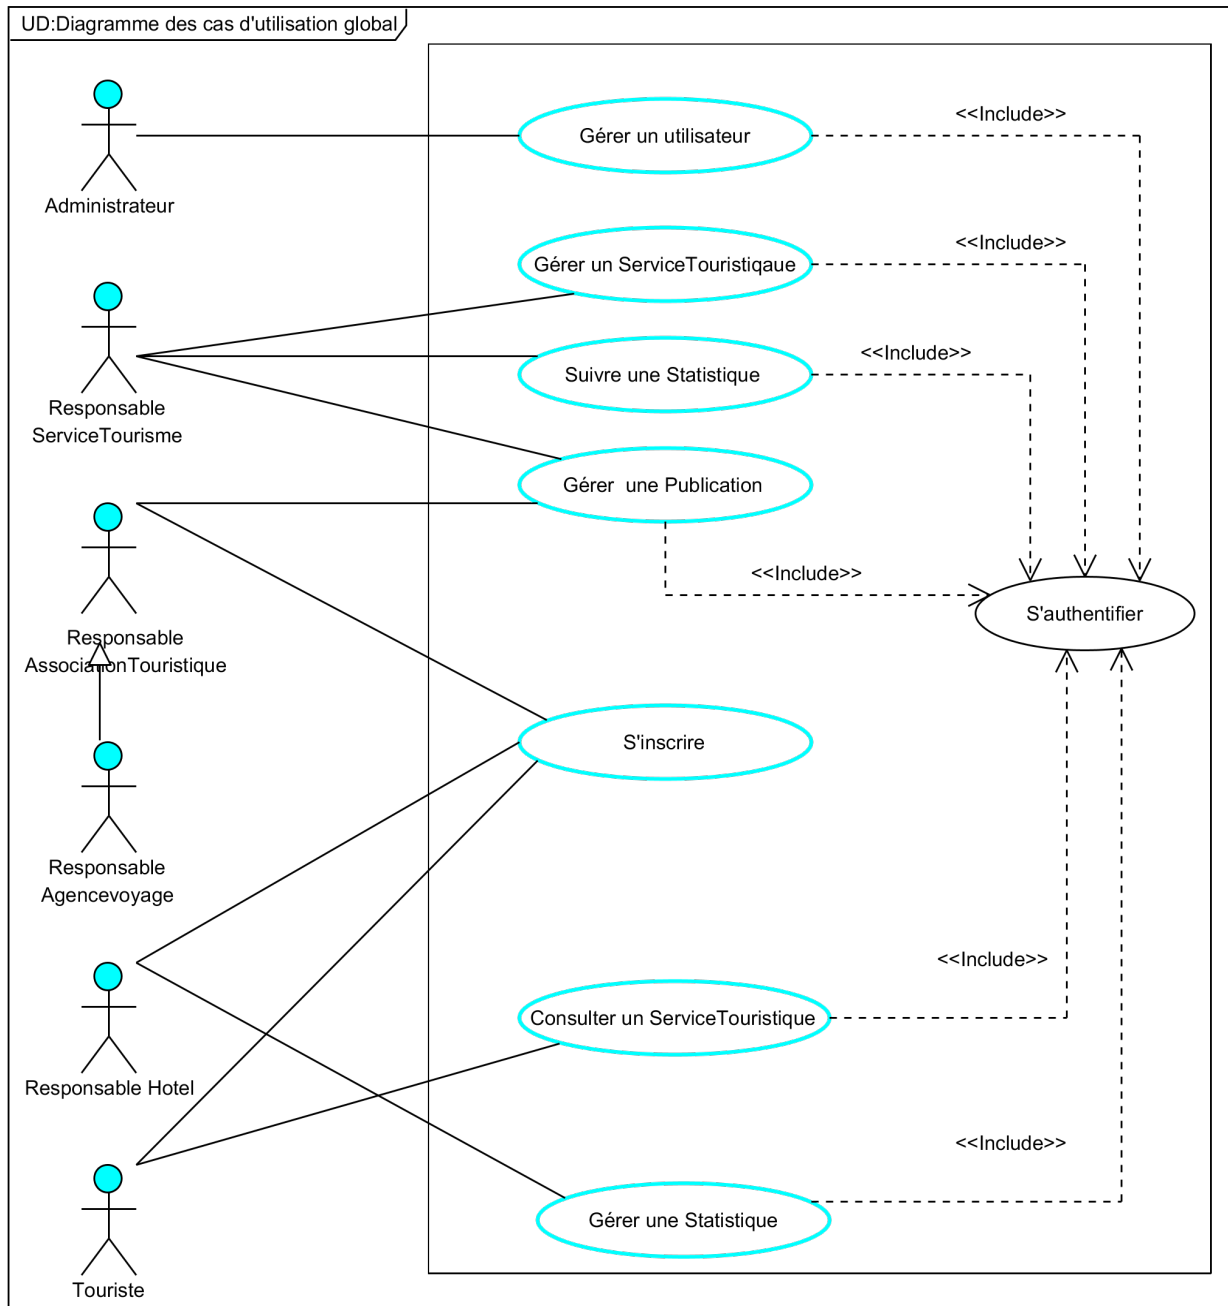 UD:Diagramme des cas d'utilisation global
Administrateur
Gérer un utilisateur
<<Include>>
Gérer un ServiceTouristiqaue
<<Include>>
Responsable
ServiceTourisme
Suivre une Statistique
<<Include>>
Gérer  une Publication
<<Include>>
S'authentifier
Responsable
AssociationTouristique
S'inscrire
Responsable
Agencevoyage
<<Include>>
Consulter un ServiceTouristique
Responsable Hotel
<<Include>>
Gérer une Statistique
Touriste